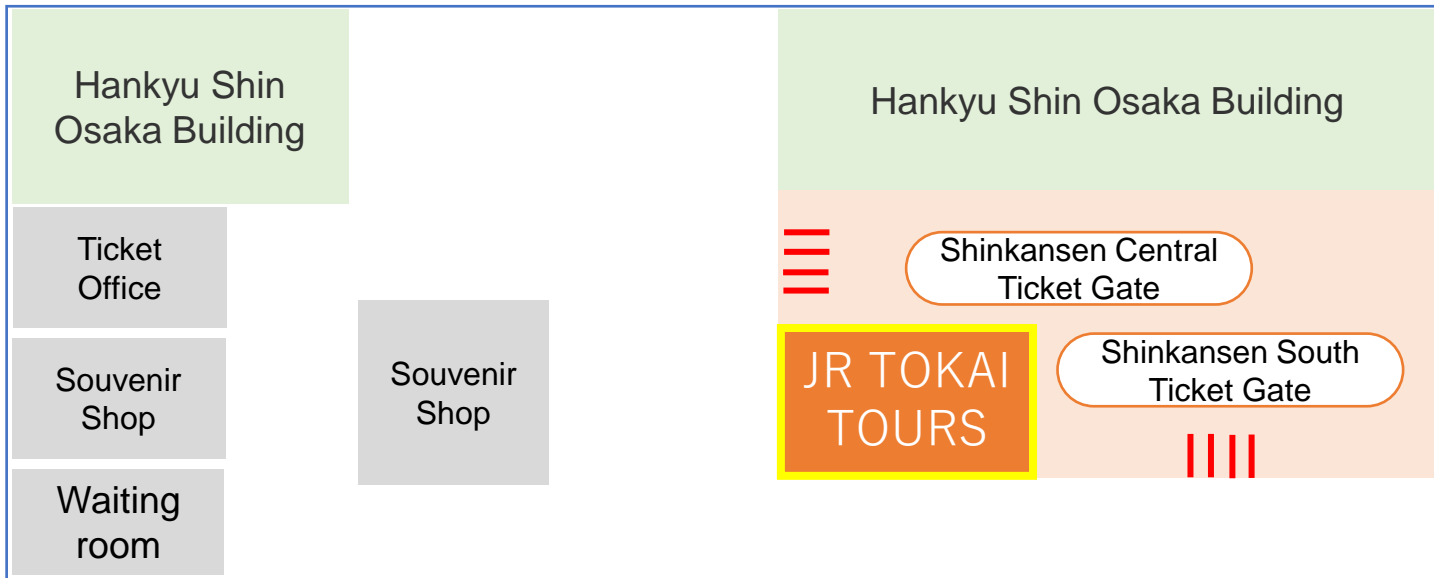 Hankyu Shin
Osaka Building
Hankyu Shin Osaka Building
Ticket
Office
Shinkansen Central
Ticket Gate
Souvenir
Shop
Souvenir
Shop
JR TOKAI
TOURS
Shinkansen South
Ticket Gate
Waiting
room